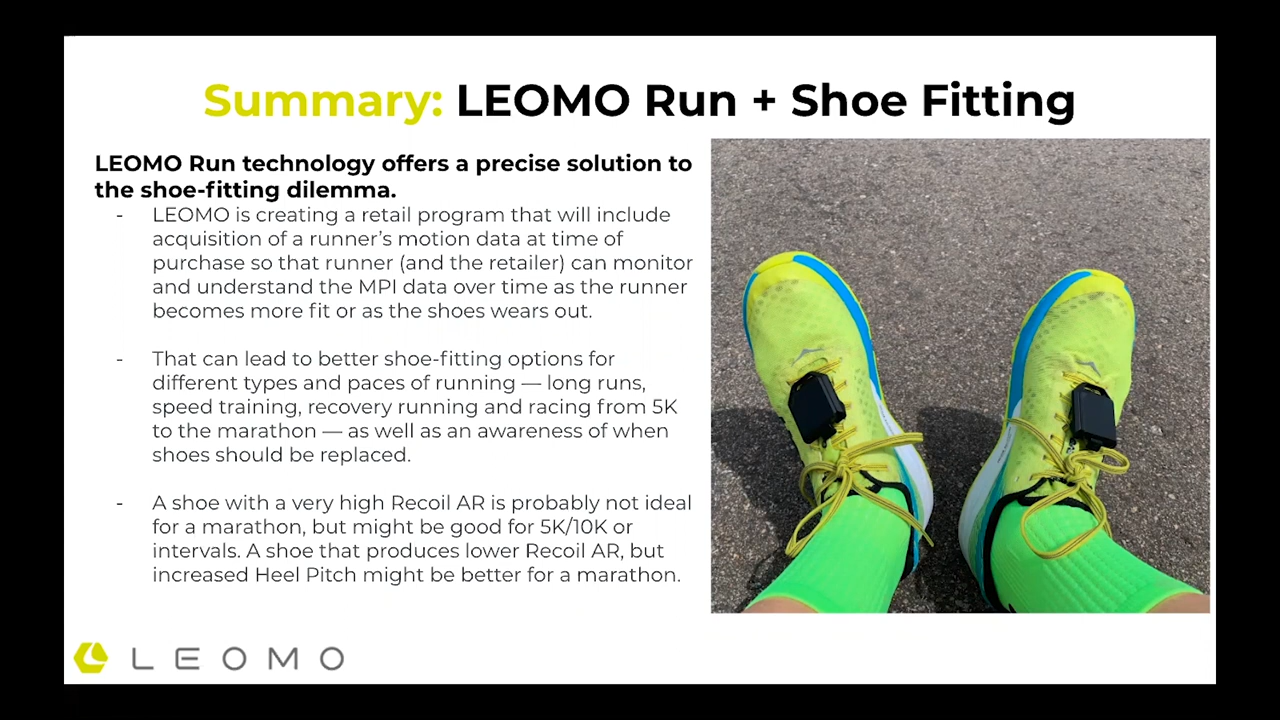 Summary: LEOMO Run + Shoe Fitting
LEOMO Run technology offers a precise solution to
the shoe-fitting dilemma.
- LEOMO is creating a retail program that will include
acquisition of a runner’s motion data at time of
purchase so that runner (and the retailer) can monitor
and understand the MPI data over time as the runner
becomes more fit or as the shoes wears out.
- That can lead to better shoe-fitting options for
different types and paces of running — long runs,
speed training, recovery running and racing from 5K
to the marathon — as well as an awareness of when
shoes should be replaced.
- A shoe with a very high Recoil AR is probably not ideal
for a marathon, but might be good for 5K/10K or
intervals. A shoe that produces lower Recoil AR, but
increased Heel Pitch might be better for a marathon.
LEOMO